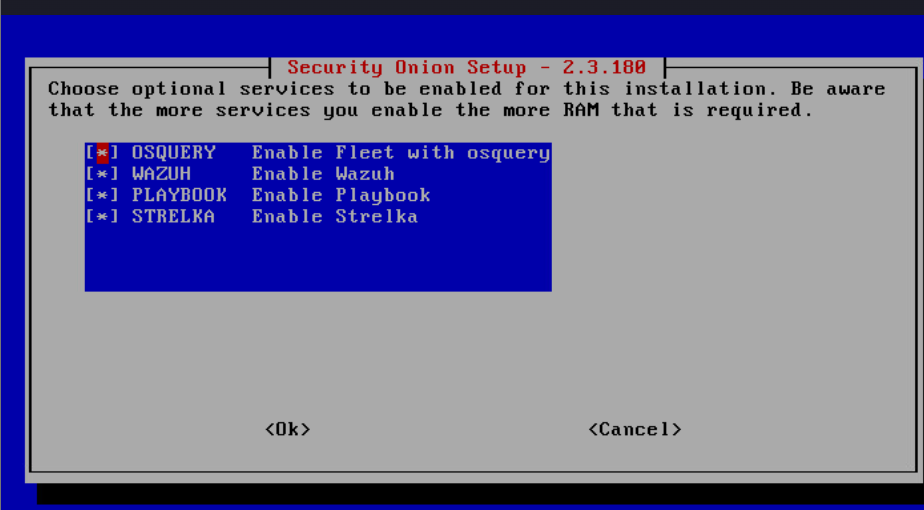 Security Onion Setup - 2.3.180
Choose optional services to be enabled for this installation. Be aware
that the more services you enable the more RAM that is required.
[*] OSQUERY Enable Fleet with osquery
[*] WAZUH Enable Wazuh
[*] PLAYBOOK Enable Playbook
[*] STRELKA Enable Strelka
<Ok> <Cancel>